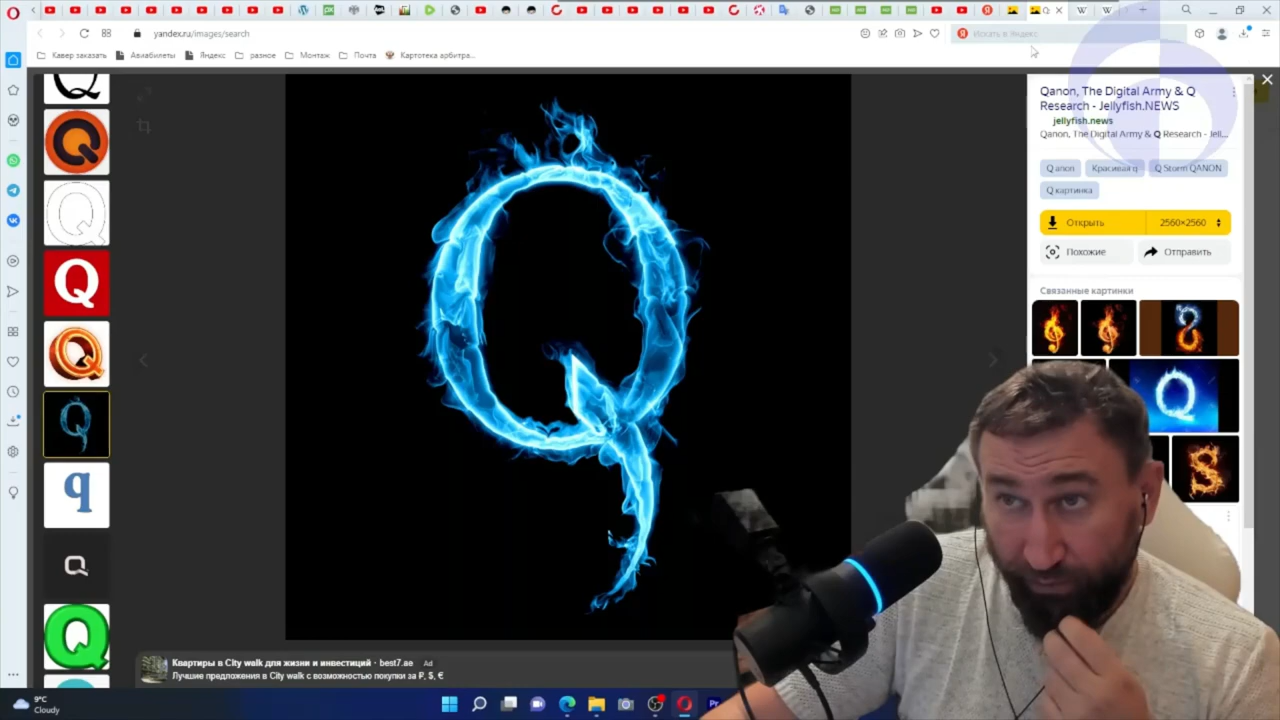 yandex.ru/images/search
Искать в Яндекс
Кавер заказать
Авиабилеты
Яндекс
разное
Монтаж
Почта
Картотека арбитра...
Qanon, The Digital Army & Q
Research - Jellyfish.NEWS
jellyfish.news
Qanon, The Digital Army & Q Research - Jell...
Q anon
Красивая q
Q Storm QANON
Q картинка
Открыть
2560×2560
Похожие
Отправить
Связанные картинки
Q
Q
Q
Q
Q
Q
Q
q
Q
Q
Q
S
Квартиры в City walk для жизни и инвестиций · best7.ae Ad
Лучшие предложения в City walk с возможностью покупки за ₽, $, €
9°C
Cloudy
Pr